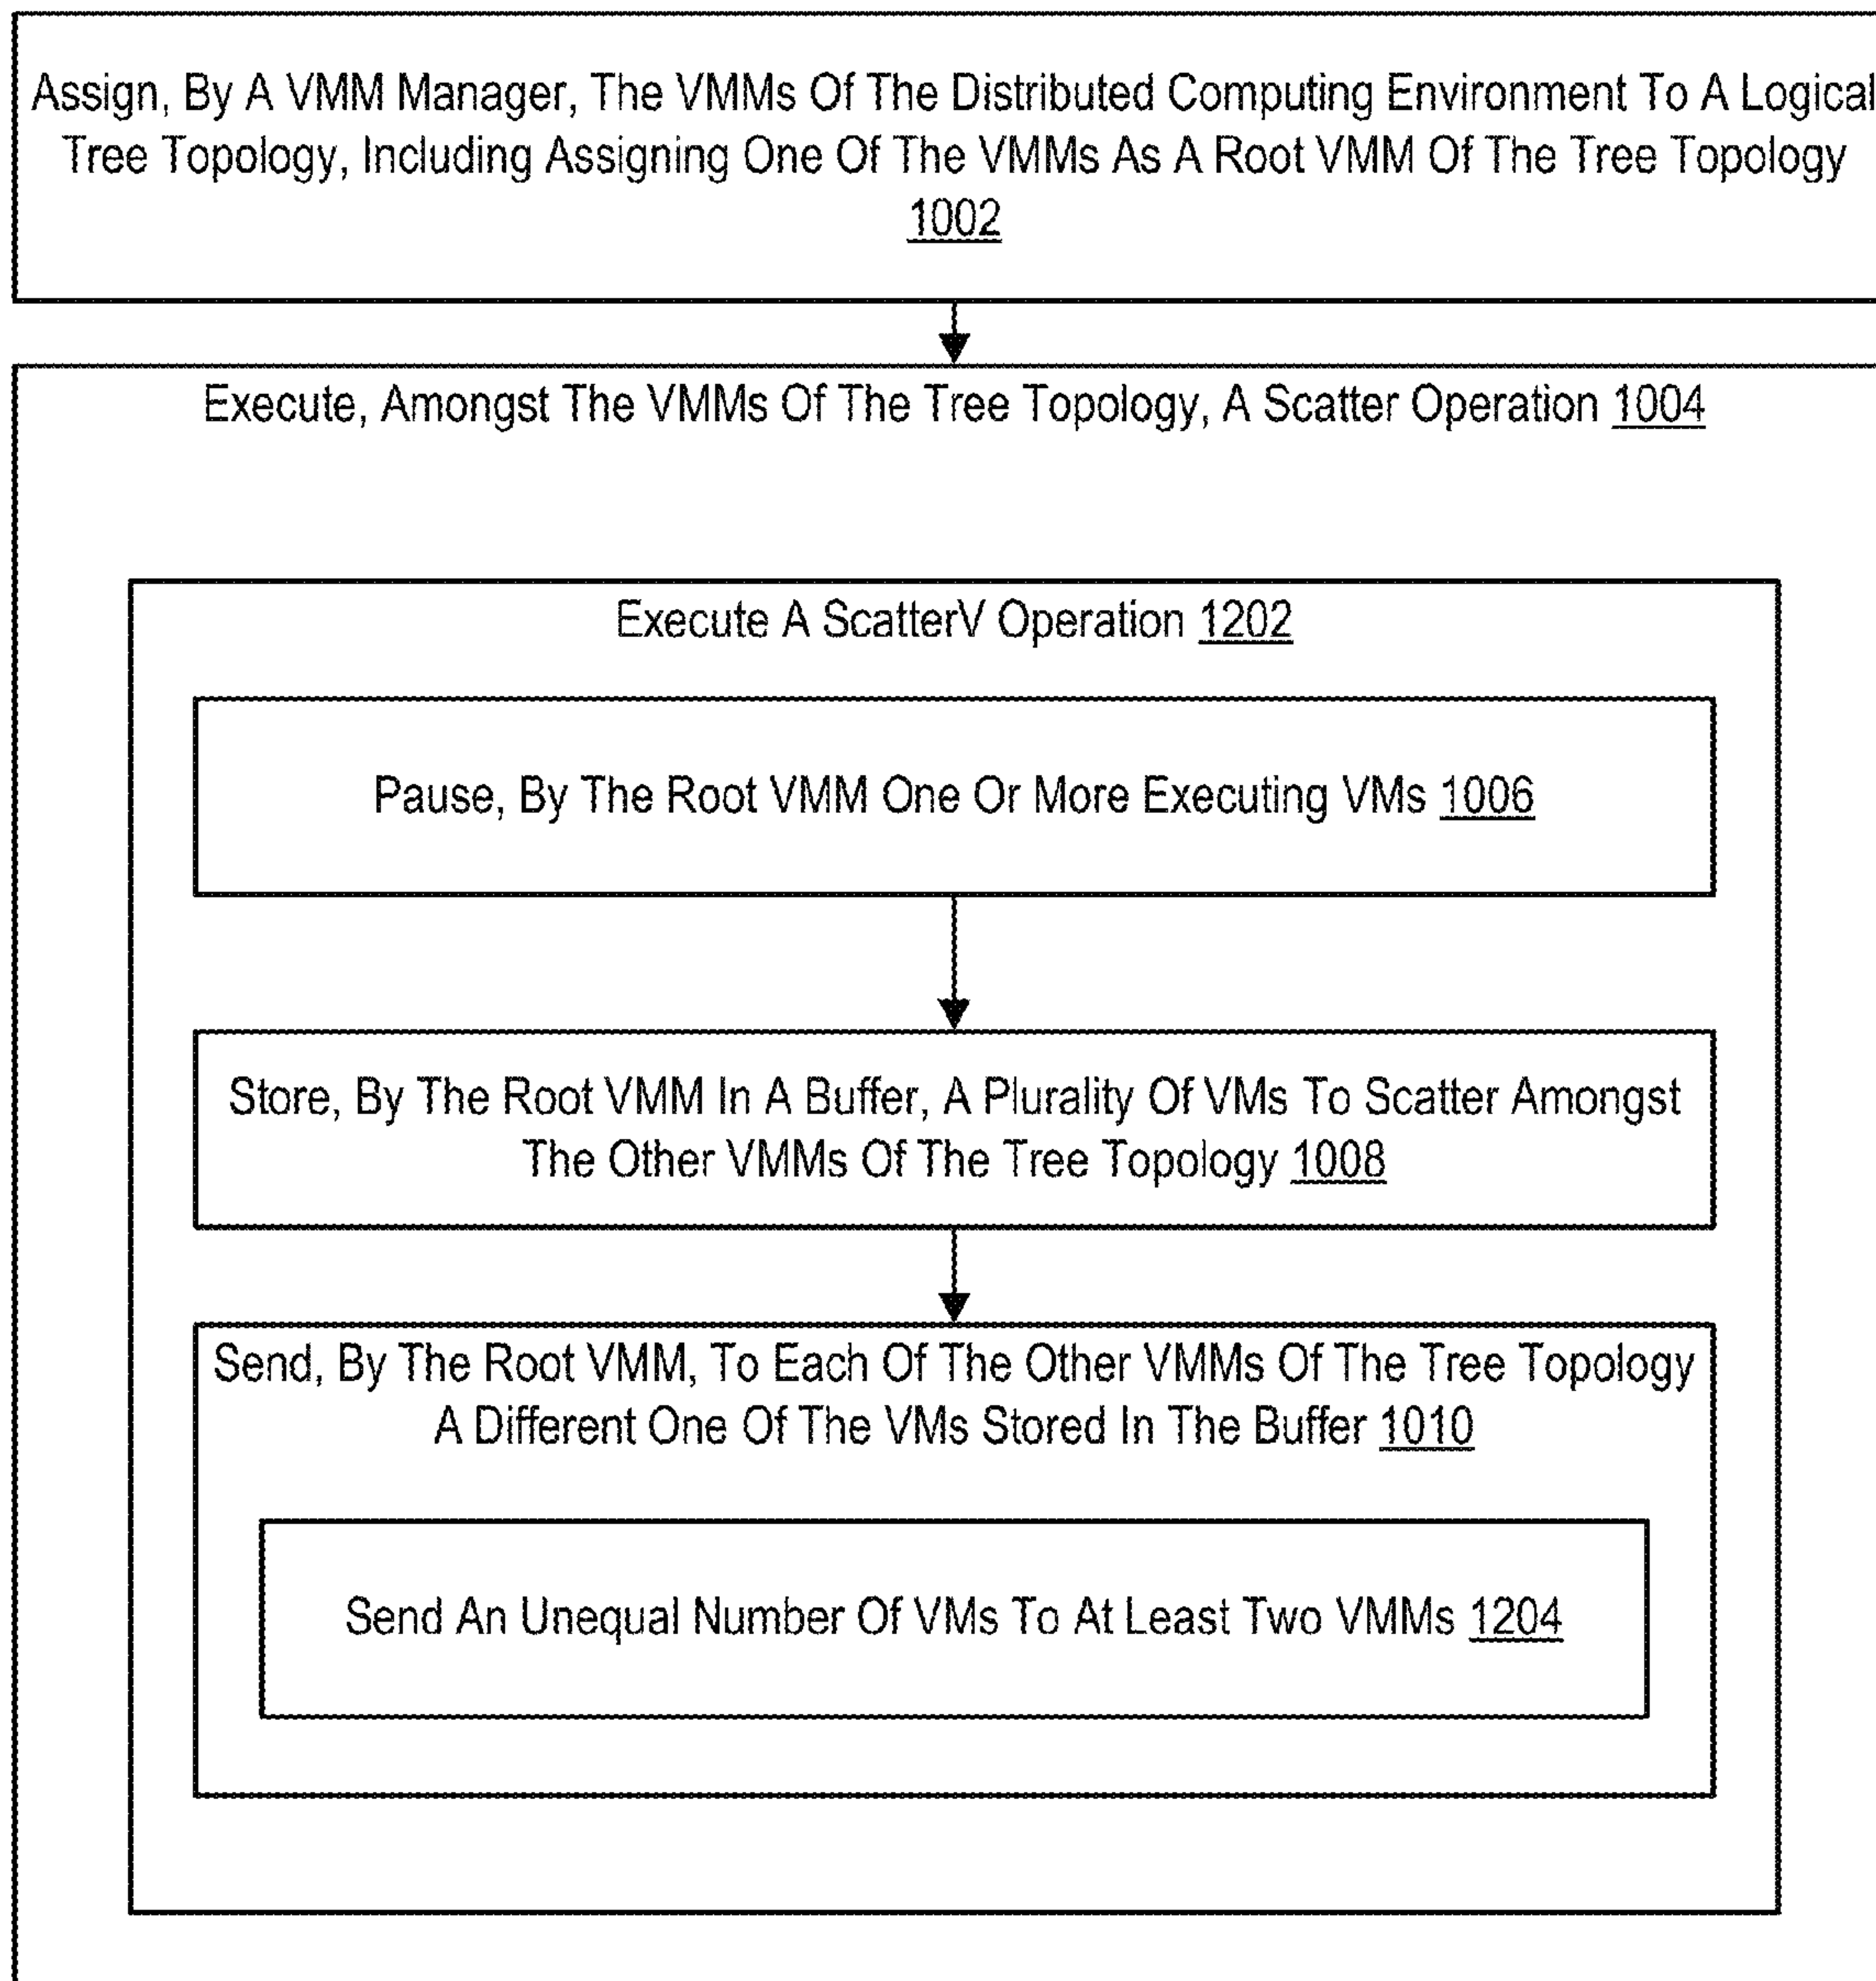 Assign, By A VMM Manager, The VMMs Of The Distributed Computing Environment To A Logical
Tree Topology, Including Assigning One Of The VMMs As A Root VMM Of The Tree Topology
1002
Execute, Amongst The VMMs Of The Tree Topology, A Scatter Operation 1004
Execute A ScatterV Operation 1202
Pause, By The Root VMM One Or More Executing VMs 1006
Store, By The Root VMM In A Buffer, A Plurality Of VMs To Scatter Amongst
The Other VMMs Of The Tree Topology 1008
Send, By The Root VMM, To Each Of The Other VMMs Of The Tree Topology
A Different One Of The VMs Stored In The Buffer 1010
Send An Unequal Number Of VMs To At Least Two VMMs 1204